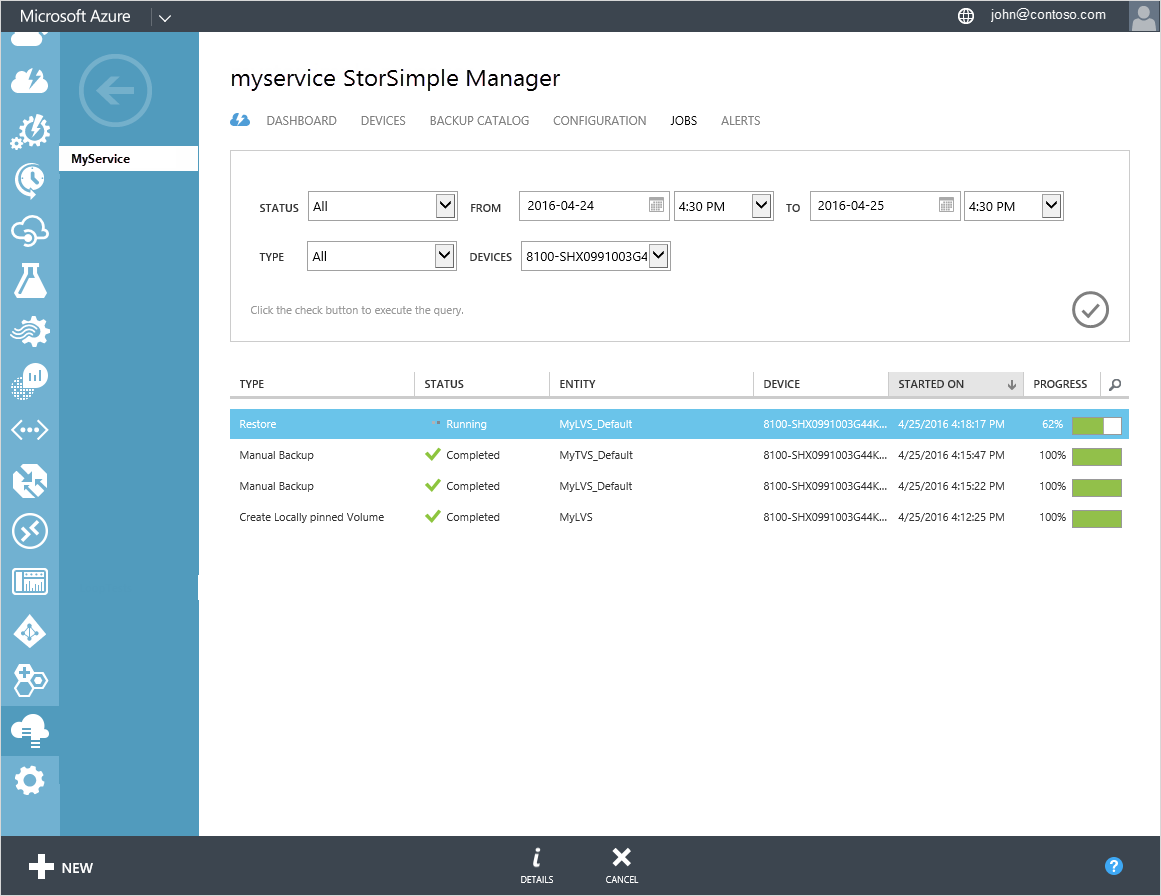 Microsoft Azure john@contoso.com
myservice StorSimple Manager
DASHBOARD DEVICES BACKUP CATALOG CONFIGURATION JOBS ALERTS
MyService
STATUS All FROM 2016-04-24 4:30 PM TO 2016-04-25 4:30 PM
TYPE All DEVICES 8100-SHX0991003G4
Click the check button to execute the query.
TYPE STATUS ENTITY DEVICE STARTED ON PROGRESS
Restore Running MyLVS_Default 8100-SHX0991003G44K... 4/25/2016 4:18:17 PM 62%
Manual Backup Completed MyTVS_Default 8100-SHX0991003G44K... 4/25/2016 4:15:47 PM 100%
Manual Backup Completed MyLVS_Default 8100-SHX0991003G44K... 4/25/2016 4:15:22 PM 100%
Create Locally pinned Volume Completed MyLVS 8100-SHX0991003G44K... 4/25/2016 4:12:25 PM 100%
NEW DETAILS CANCEL ?